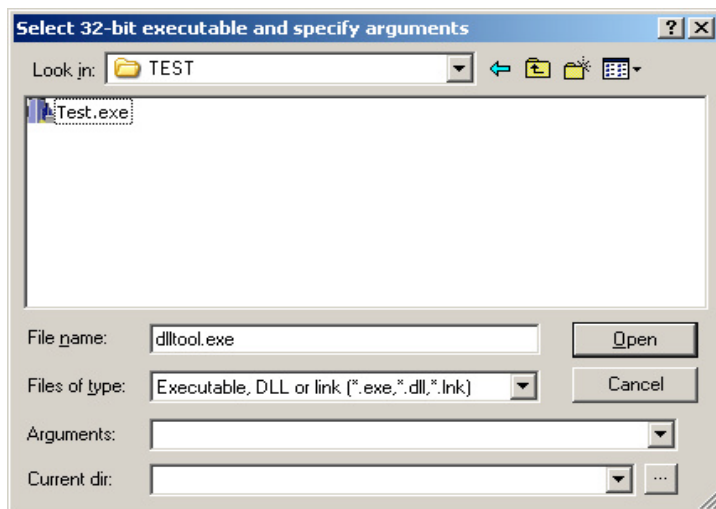 Select 32-bit executable and specify arguments
Look in: TEST
Test.exe
File name: dlltool.exe Open
Files of type: Executable, DLL or link (*.exe,*.dll,*.lnk) Cancel
Arguments:
Current dir: ...